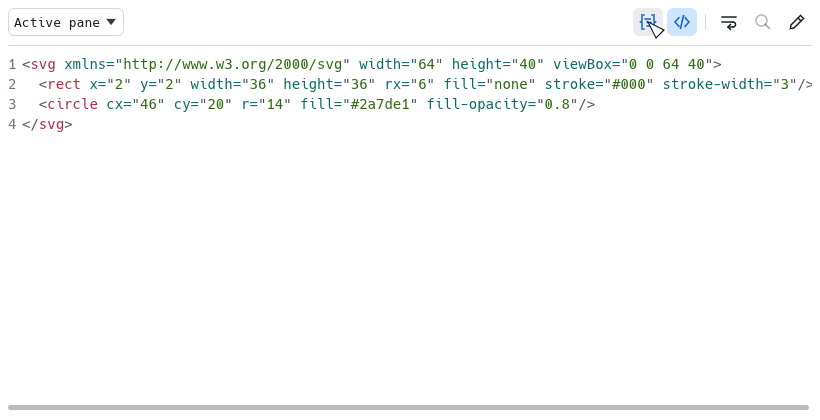 Active pane
1 <svg xmlns="http://www.w3.org/2000/svg" width="64" height="40" viewBox="0 0 64 40">
2   <rect x="2" y="2" width="36" height="36" rx="6" fill="none" stroke="#000" stroke-width="3"/>
3   <circle cx="46" cy="20" r="14" fill="#2a7de1" fill-opacity="0.8"/>
4 </svg>